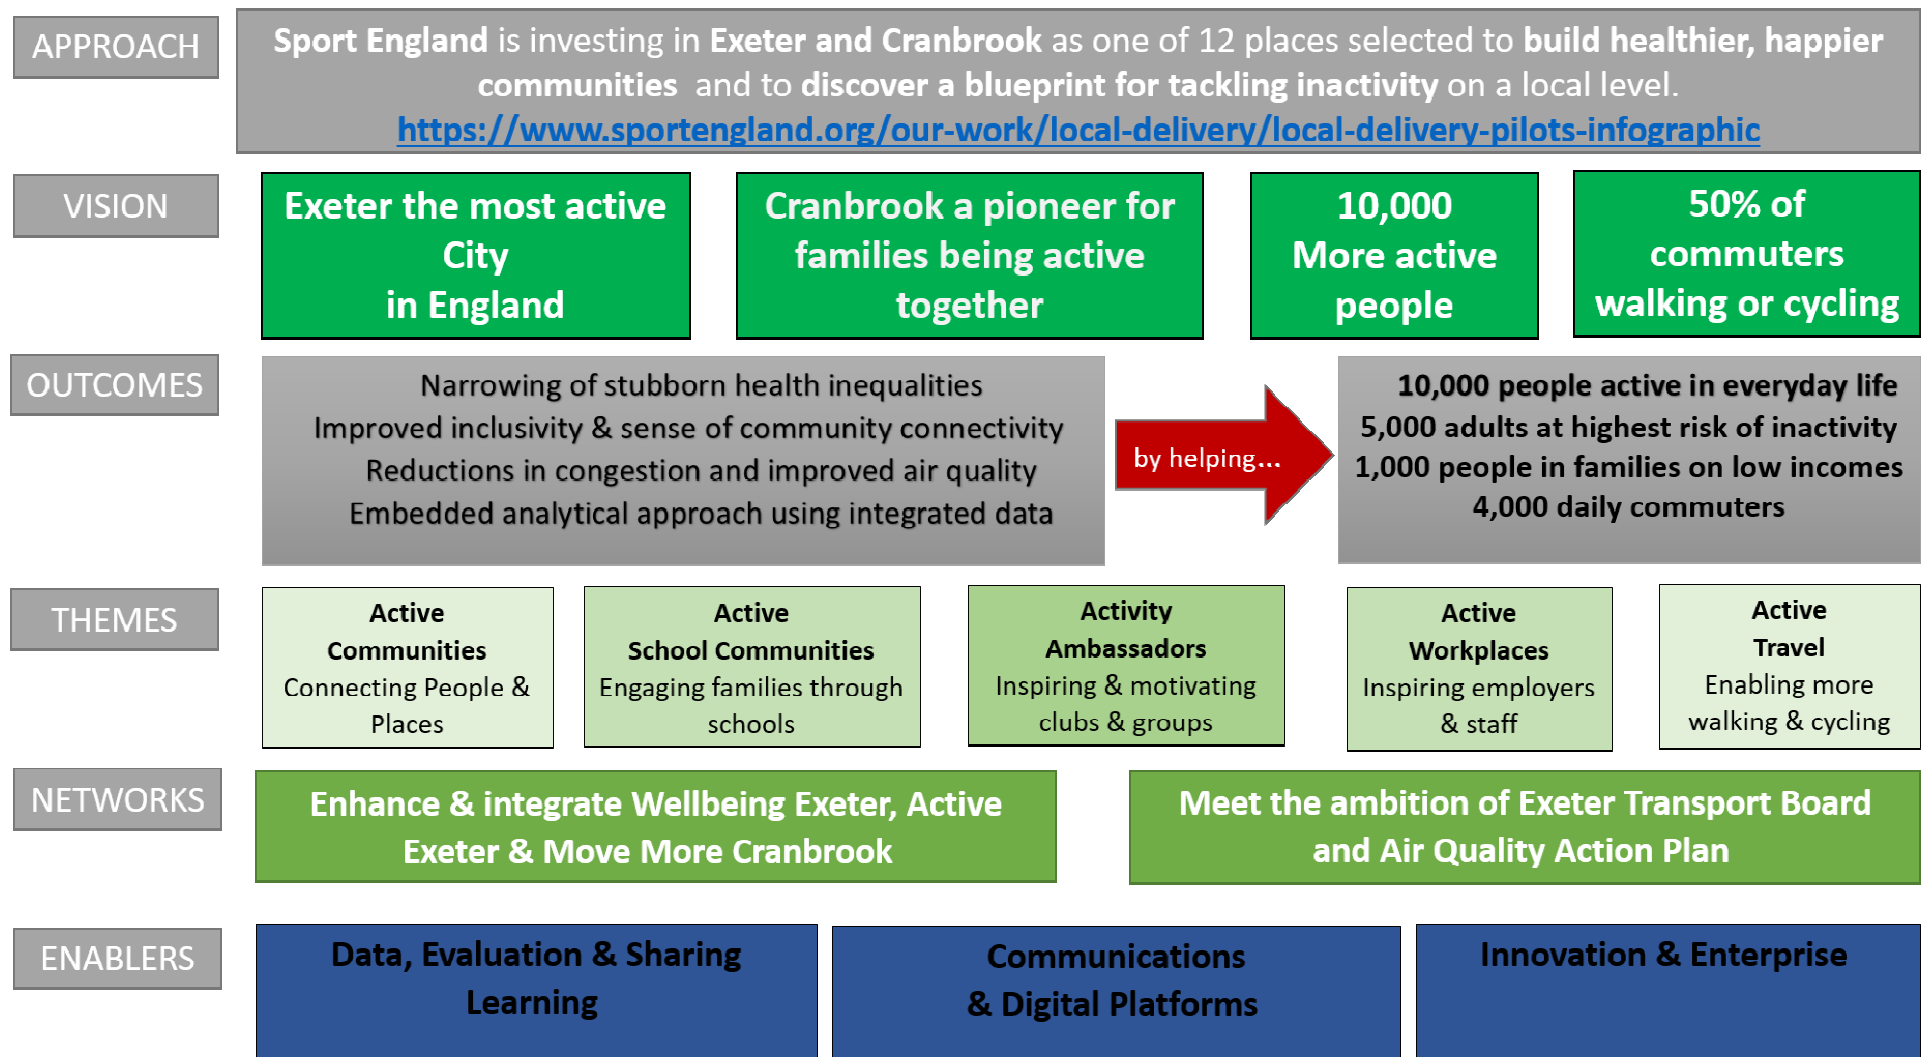 APPROACH
Sport England is investing in Exeter and Cranbrook as one of 12 places selected to build healthier, happier
communities and to discover a blueprint for tackling inactivity on a local level.
https://www.sportengland.org/our-work/local-delivery/local-delivery-pilots-infographic
VISION
Exeter the most active
City
in England
Cranbrook a pioneer for
families being active
together
10,000
More active
people
50% of
commuters
walking or cycling
OUTCOMES
Narrowing of stubborn health inequalities
Improved inclusivity & sense of community connectivity
Reductions in congestion and improved air quality
Embedded analytical approach using integrated data
by helping...
10,000 people active in everyday life
5,000 adults at highest risk of inactivity
1,000 people in families on low incomes
4,000 daily commuters
THEMES
Active
Communities
Connecting People &
Places
Active
School Communities
Engaging families through
schools
Activity
Ambassadors
Inspiring & motivating
clubs & groups
Active
Workplaces
Inspiring employers
& staff
Active
Travel
Enabling more
walking & cycling
NETWORKS
Enhance & integrate Wellbeing Exeter, Active
Exeter & Move More Cranbrook
Meet the ambition of Exeter Transport Board
and Air Quality Action Plan
ENABLERS
Data, Evaluation & Sharing
Learning
Communications
& Digital Platforms
Innovation & Enterprise